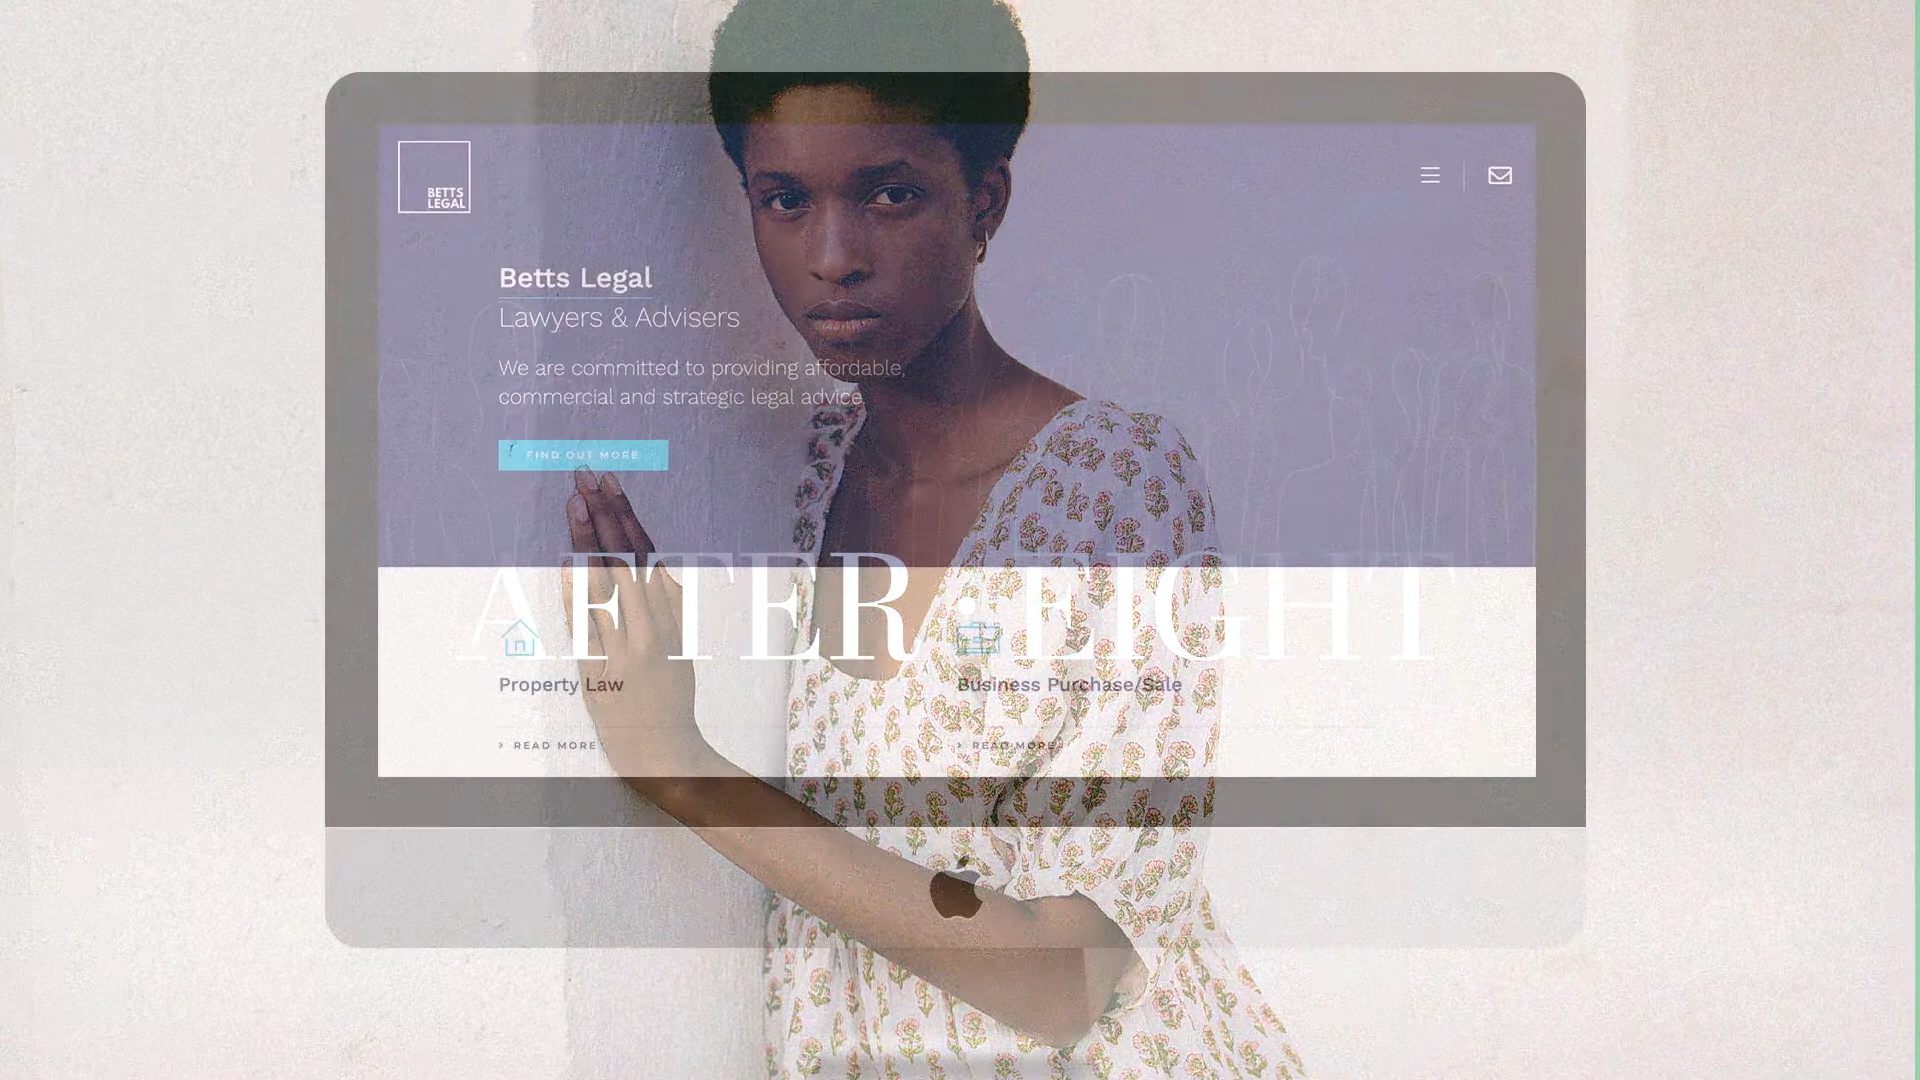 BETTS
LEGAL
Betts Legal
Lawyers & Advisers
We are committed to providing affordable,
commercial and strategic legal advice.
FIND OUT MORE
AFTER · EIGHT
Property Law
Business Purchase/Sale
> READ MORE
> READ MORE